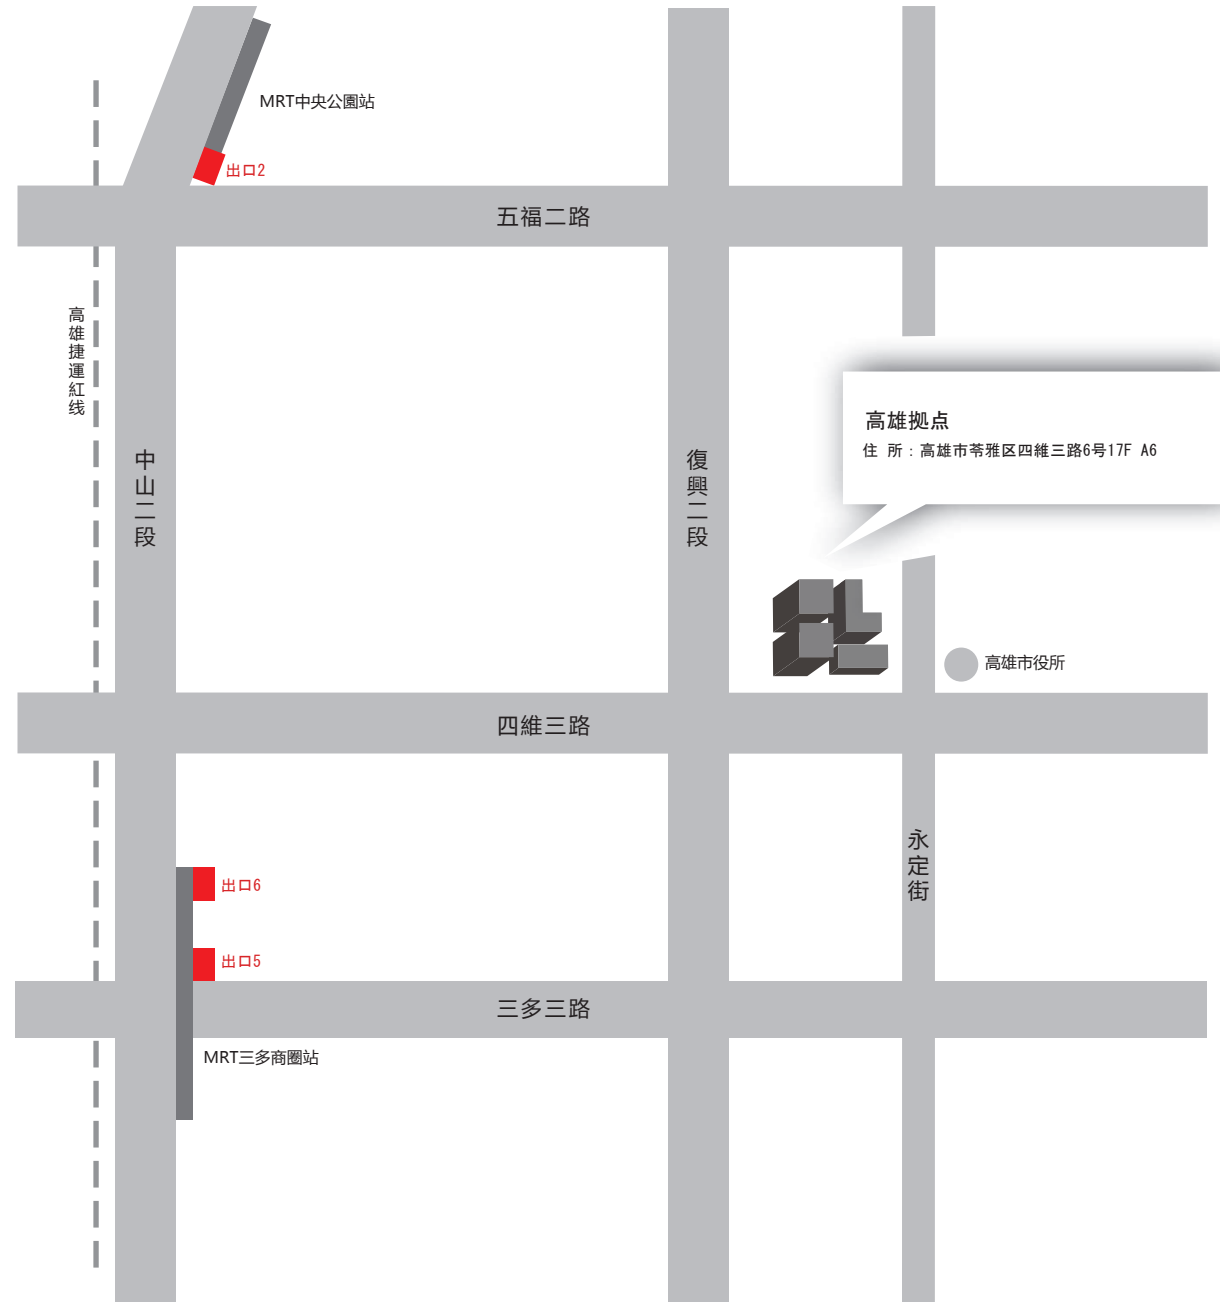 MRT中央公園站
出口2
五福二路
高雄捷運紅线
高雄拠点
住 所：高雄市苓雅区四維三路6号17F A6
中山二段
復興二段
高雄市役所
四維三路
永定街
出口6
出口5
三多三路
MRT三多商圈站